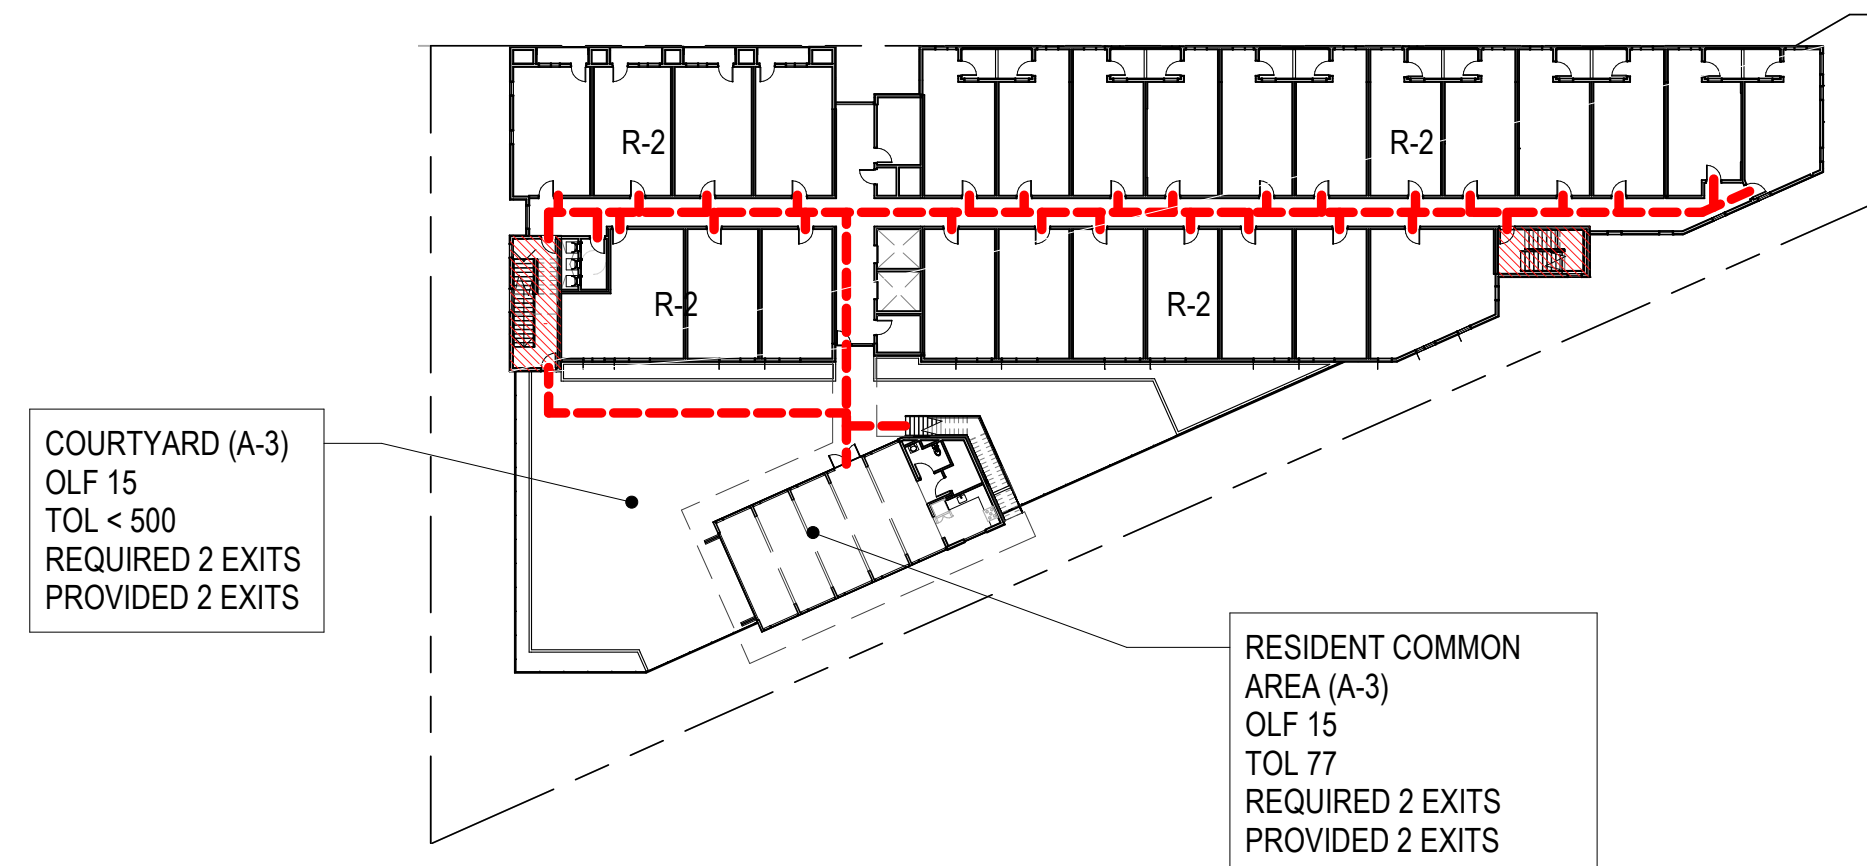 R-2
R-2
R-2
R-2
COURTYARD (A-3)
OLF 15
TOL < 500
REQUIRED 2 EXITS
PROVIDED 2 EXITS
RESIDENT COMMON
AREA (A-3)
OLF 15
TOL 77
REQUIRED 2 EXITS
PROVIDED 2 EXITS